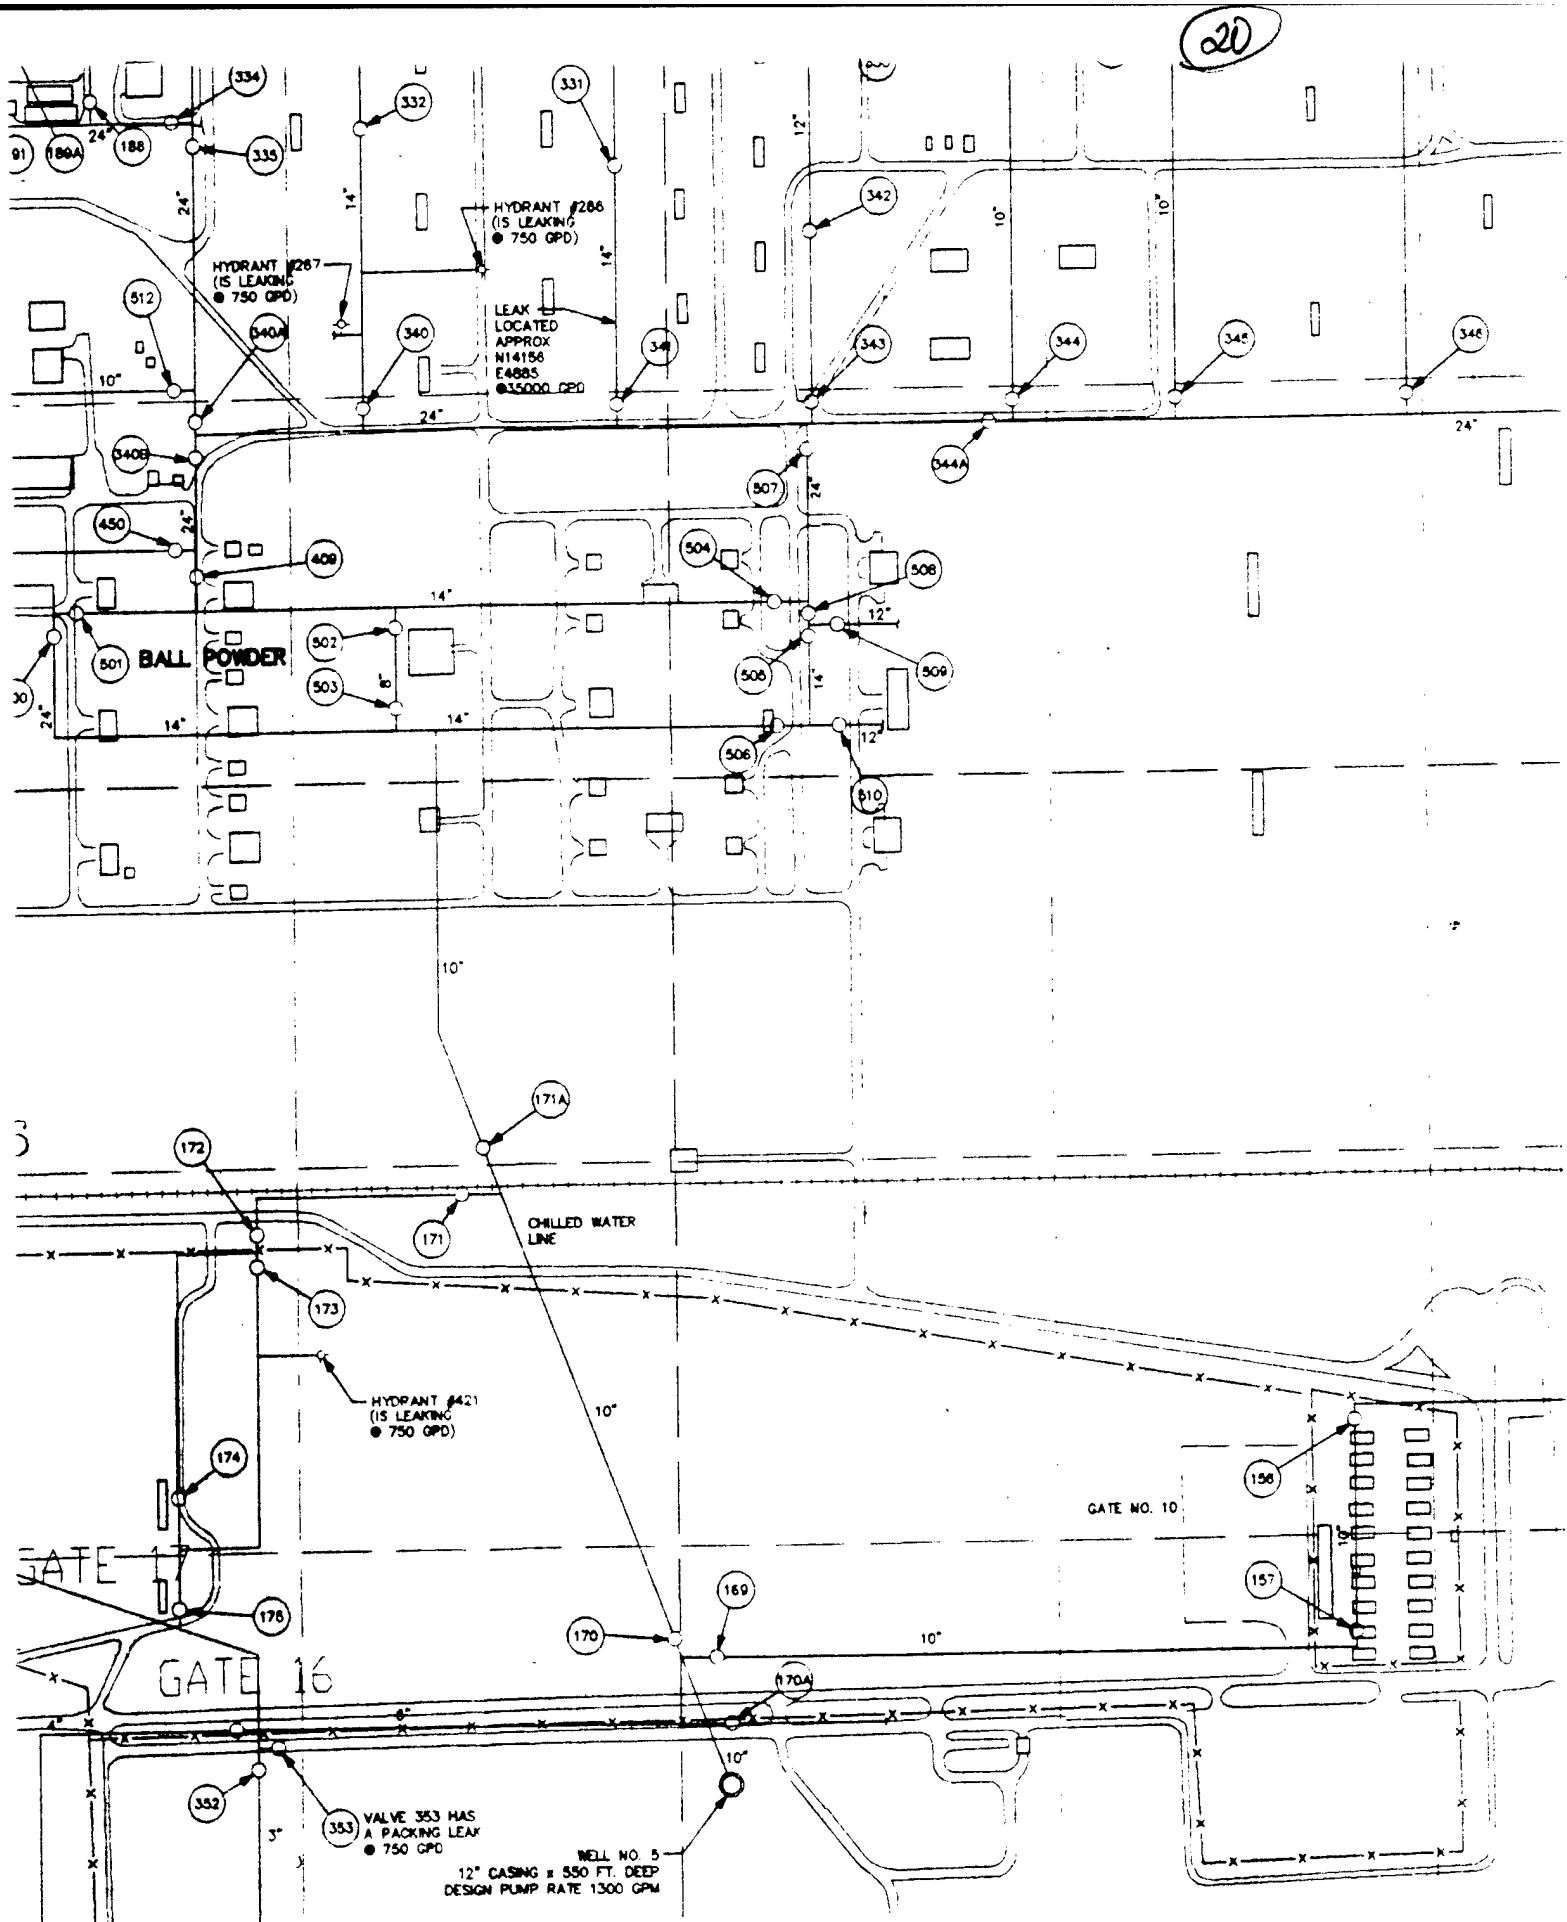 20
334
332
331
12"
24"
91
189A
188
335
24"
14"
342
10"
10"
HYDRANT #286
(IS LEAKING
@ 750 GPD)
14"
HYDRANT #267
(IS LEAKING
@ 750 GPD)
512
340A
340
LEAK
LOCATED
APPROX
N14156
E4885
@35000 GPD
341
343
344
345
346
10"
24"
24"
340B
344A
507
24"
450
24"
409
504
508
14"
12"
502
501
BALL POWDER
505
509
503
8"
14"
24"
14"
14"
506
12"
510
10"
171A
172
171
CHILLED WATER
LINE
173
HYDRANT #421
(IS LEAKING
@ 750 GPD)
10"
174
156
GATE NO. 10
10"
GATE 17
157
169
175
170
10"
GATE 16
170A
4"
6"
10"
352
353
VALVE 353 HAS
A PACKING LEAK
@ 750 GPD
3"
WELL NO. 5
12" CASING x 550 FT. DEEP
DESIGN PUMP RATE 1300 GPM